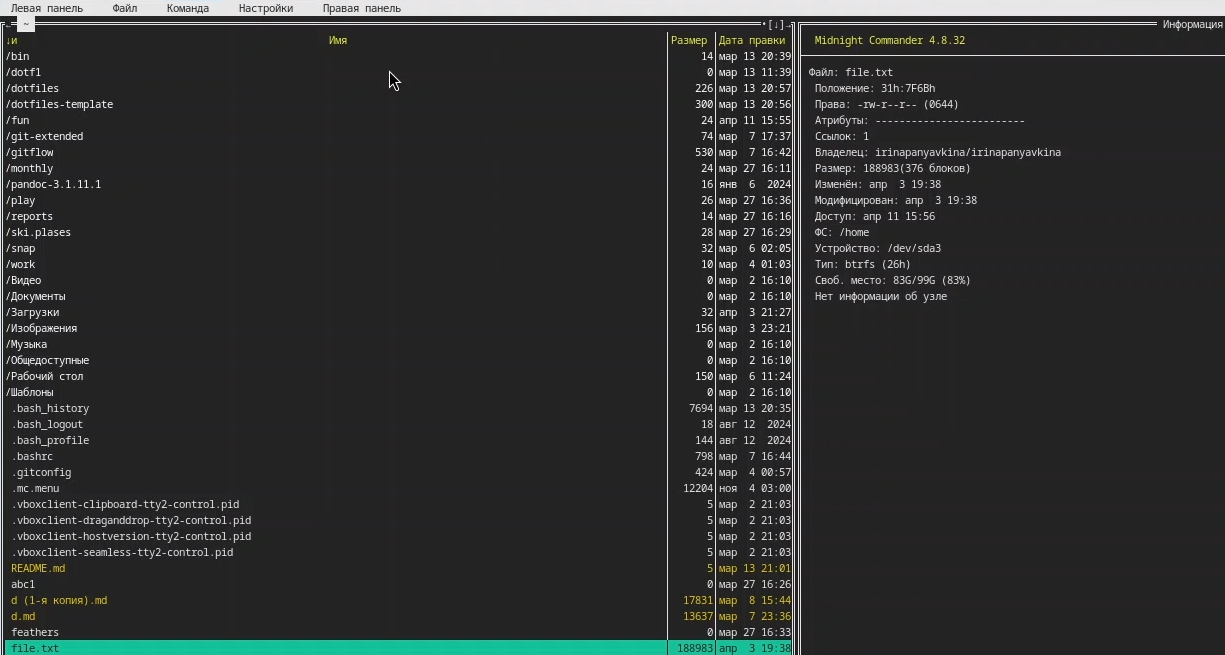 Левая панель Файл Команда Настройки Правая панель
~ [↓] Информация
↓и Имя Размер Дата правки
/bin 14 мар 13 20:39
/dotf1 0 мар 13 11:39
/dotfiles 226 мар 13 20:57
/dotfiles-template 300 мар 13 20:56
/fun 24 апр 11 15:55
/git-extended 74 мар 7 17:37
/gitflow 530 мар 7 16:42
/monthly 24 мар 27 16:11
/pandoc-3.1.11.1 16 янв 6 2024
/play 26 мар 27 16:36
/reports 14 мар 27 16:16
/ski.plases 28 мар 27 16:29
/snap 32 мар 6 02:05
/work 10 мар 4 01:03
/Видео 0 мар 2 16:10
/Документы 0 мар 2 16:10
/Загрузки 32 апр 3 21:27
/Изображения 156 мар 3 23:21
/Музыка 0 мар 2 16:10
/Общедоступные 0 мар 2 16:10
/Рабочий стол 150 мар 6 11:24
/Шаблоны 0 мар 2 16:10
.bash_history 7694 мар 13 20:35
.bash_logout 18 авг 12 2024
.bash_profile 144 авг 12 2024
.bashrc 798 мар 7 16:44
.gitconfig 424 мар 4 00:57
.mc.menu 12204 ноя 4 03:00
.vboxclient-clipboard-tty2-control.pid 5 мар 2 21:03
.vboxclient-draganddrop-tty2-control.pid 5 мар 2 21:03
.vboxclient-hostversion-tty2-control.pid 5 мар 2 21:03
.vboxclient-seamless-tty2-control.pid 5 мар 2 21:03
README.md 5 мар 13 21:01
abc1 0 мар 27 16:26
d (1-я копия).md 17831 мар 8 15:44
d.md 13637 мар 7 23:36
feathers 0 мар 27 16:33
file.txt 188983 апр 3 19:38
Midnight Commander 4.8.32
Файл: file.txt
Положение: 31h:7F6Bh
Права: -rw-r--r-- (0644)
Атрибуты: -------------------------
Ссылок: 1
Владелец: irinapanyavkina/irinapanyavkina
Размер: 188983(376 блоков)
Изменён: апр 3 19:38
Модифицирован: апр 3 19:38
Доступ: апр 11 15:56
ФС: /home
Устройство: /dev/sda3
Тип: btrfs (26h)
Своб. место: 83G/99G (83%)
Нет информации об узле